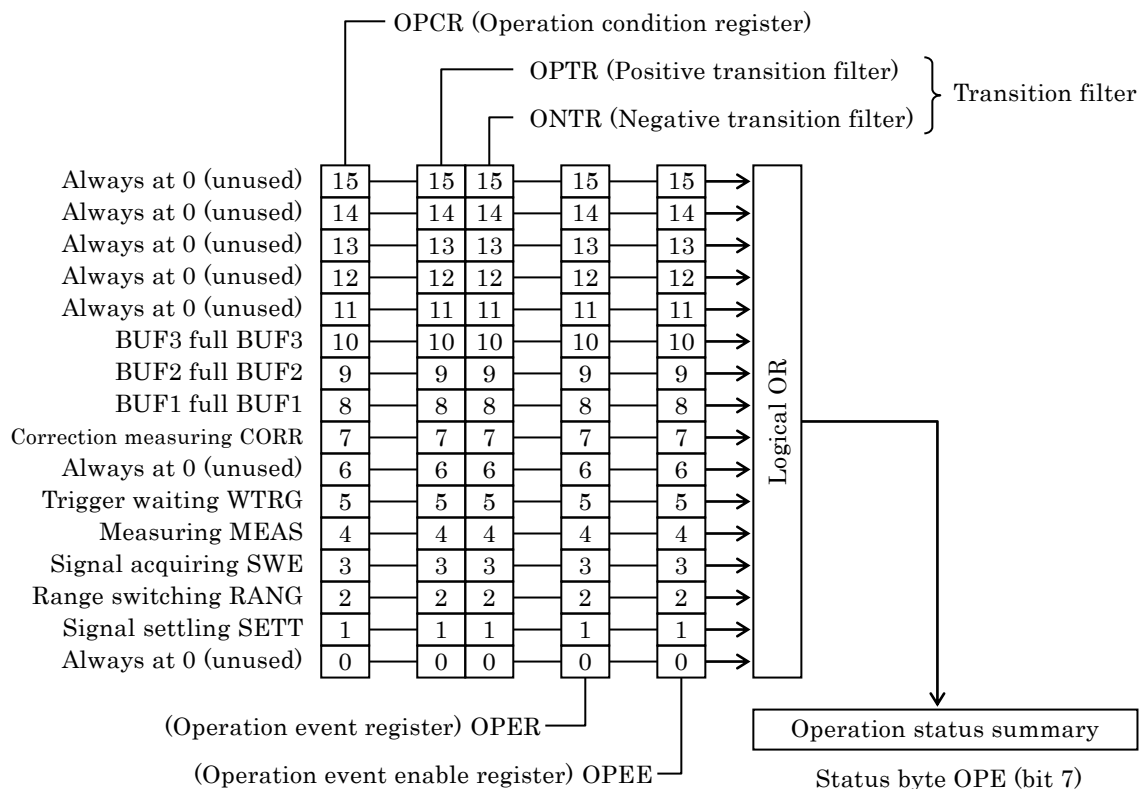 OPCR (Operation condition register)
OPTR (Positive transition filter)
ONTR (Negative transition filter)
Transition filter
Always at 0 (unused) 15 15 15 15 15
Always at 0 (unused) 14 14 14 14 14
Always at 0 (unused) 13 13 13 13 13
Always at 0 (unused) 12 12 12 12 12
Always at 0 (unused) 11 11 11 11 11
BUF3 full BUF3 10 10 10 10 10
BUF2 full BUF2 9 9 9 9 9
BUF1 full BUF1 8 8 8 8 8
Correction measuring CORR 7 7 7 7 7
Always at 0 (unused) 6 6 6 6 6
Trigger waiting WTRG 5 5 5 5 5
Measuring MEAS 4 4 4 4 4
Signal acquiring SWE 3 3 3 3 3
Range switching RANG 2 2 2 2 2
Signal settling SETT 1 1 1 1 1
Always at 0 (unused) 0 0 0 0 0
Logical OR
(Operation event register) OPER
(Operation event enable register) OPEE
Operation status summary
Status byte OPE (bit 7)